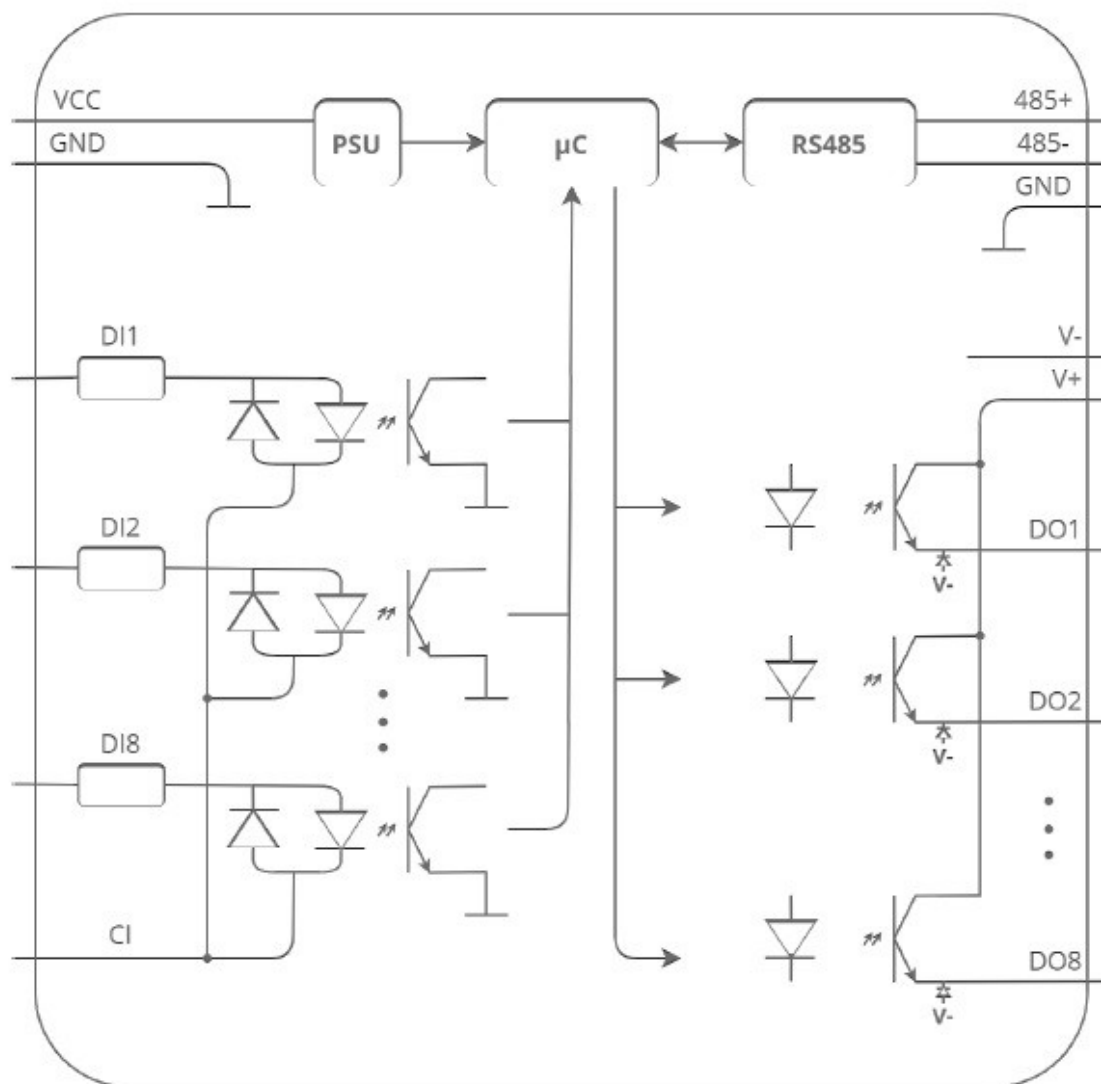 VCC
485+
PSU
µC
RS485
GND
485-
GND
DI1
V-
V+
DI2
DO1
V-
DI8
DO2
V-
CI
DO8
V-